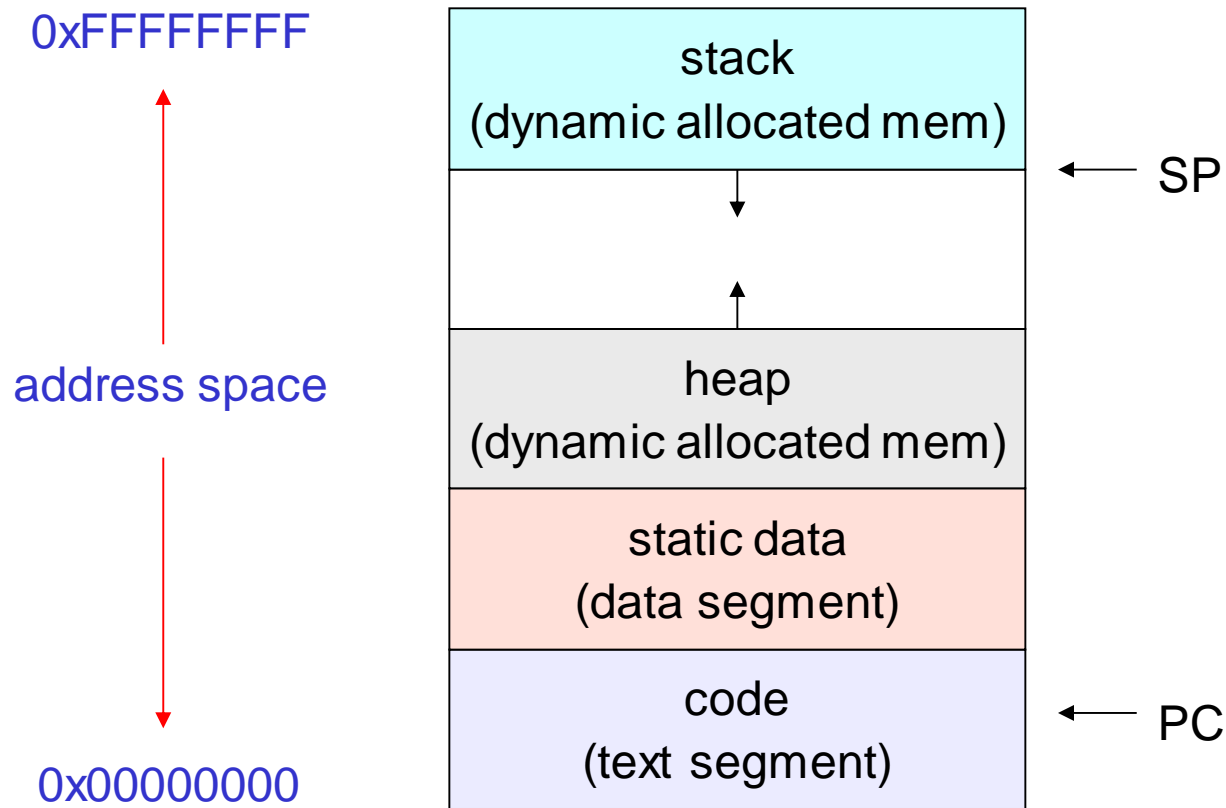 0xFFFFFFFF
stack
(dynamic allocated mem)
SP
address space
heap
(dynamic allocated mem)
static data
(data segment)
code
(text segment)
PC
0x00000000